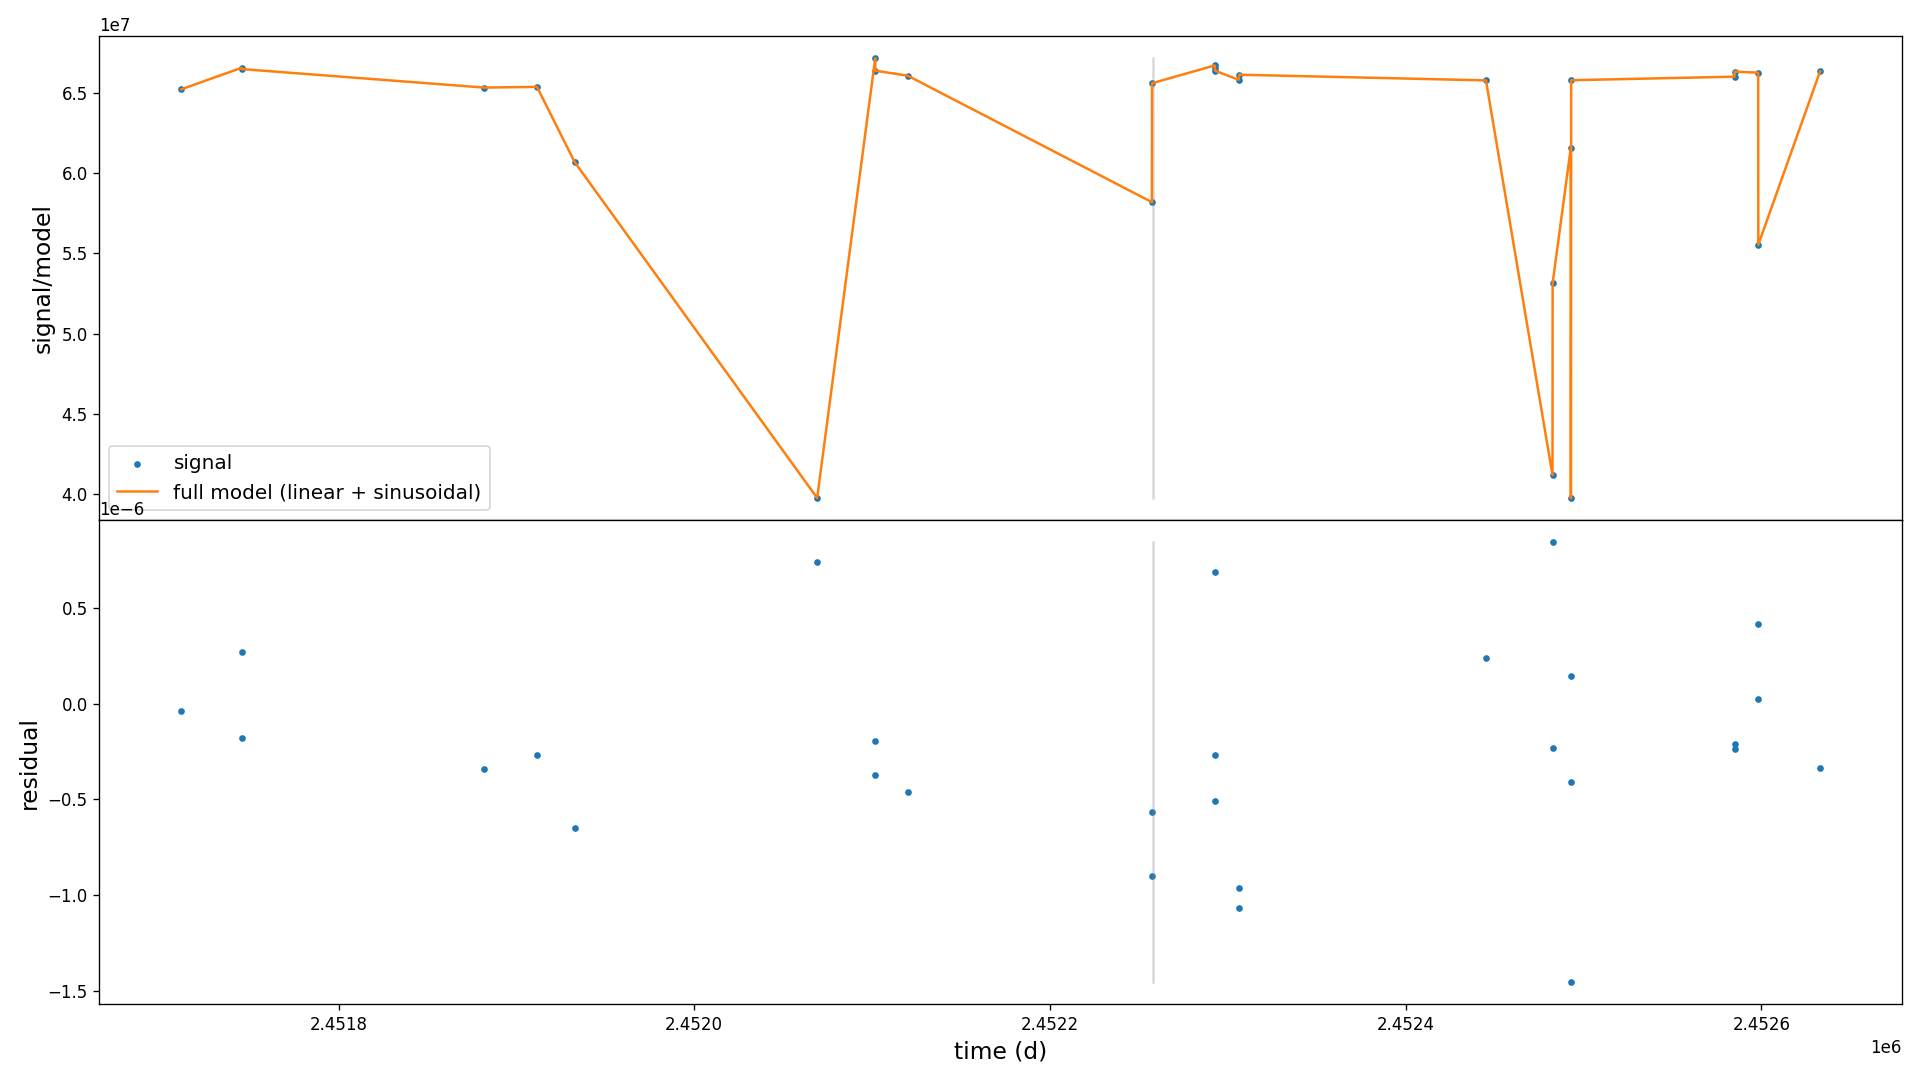 1e7
6.5
6.0
5.5
5.0
4.5
4.0
signal/model
signal
full model (linear + sinusoidal)
1e−6
0.5
0.0
−0.5
−1.0
−1.5
residual
2.4518 2.4520 2.4522 2.4524 2.4526
time (d)
1e6